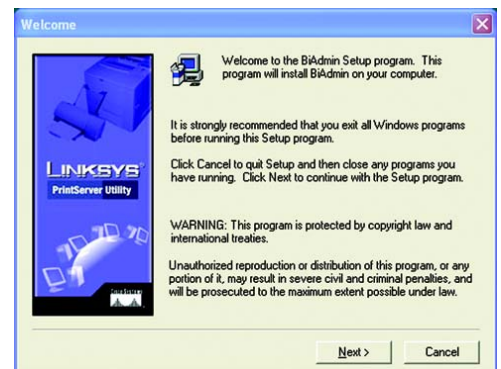 Welcome
Welcome to the BiAdmin Setup program. This
program will install BiAdmin on your computer.
It is strongly recommended that you exit all Windows programs
before running this Setup program.
Click Cancel to quit Setup and then close any programs you
have running. Click Next to continue with the Setup program.
LINKSYS®
PrintServer Utility
WARNING: This program is protected by copyright law and
international treaties.
Unauthorized reproduction or distribution of this program, or any
portion of it, may result in severe civil and criminal penalties, and
will be prosecuted to the maximum extent possible under law.
Next >
Cancel